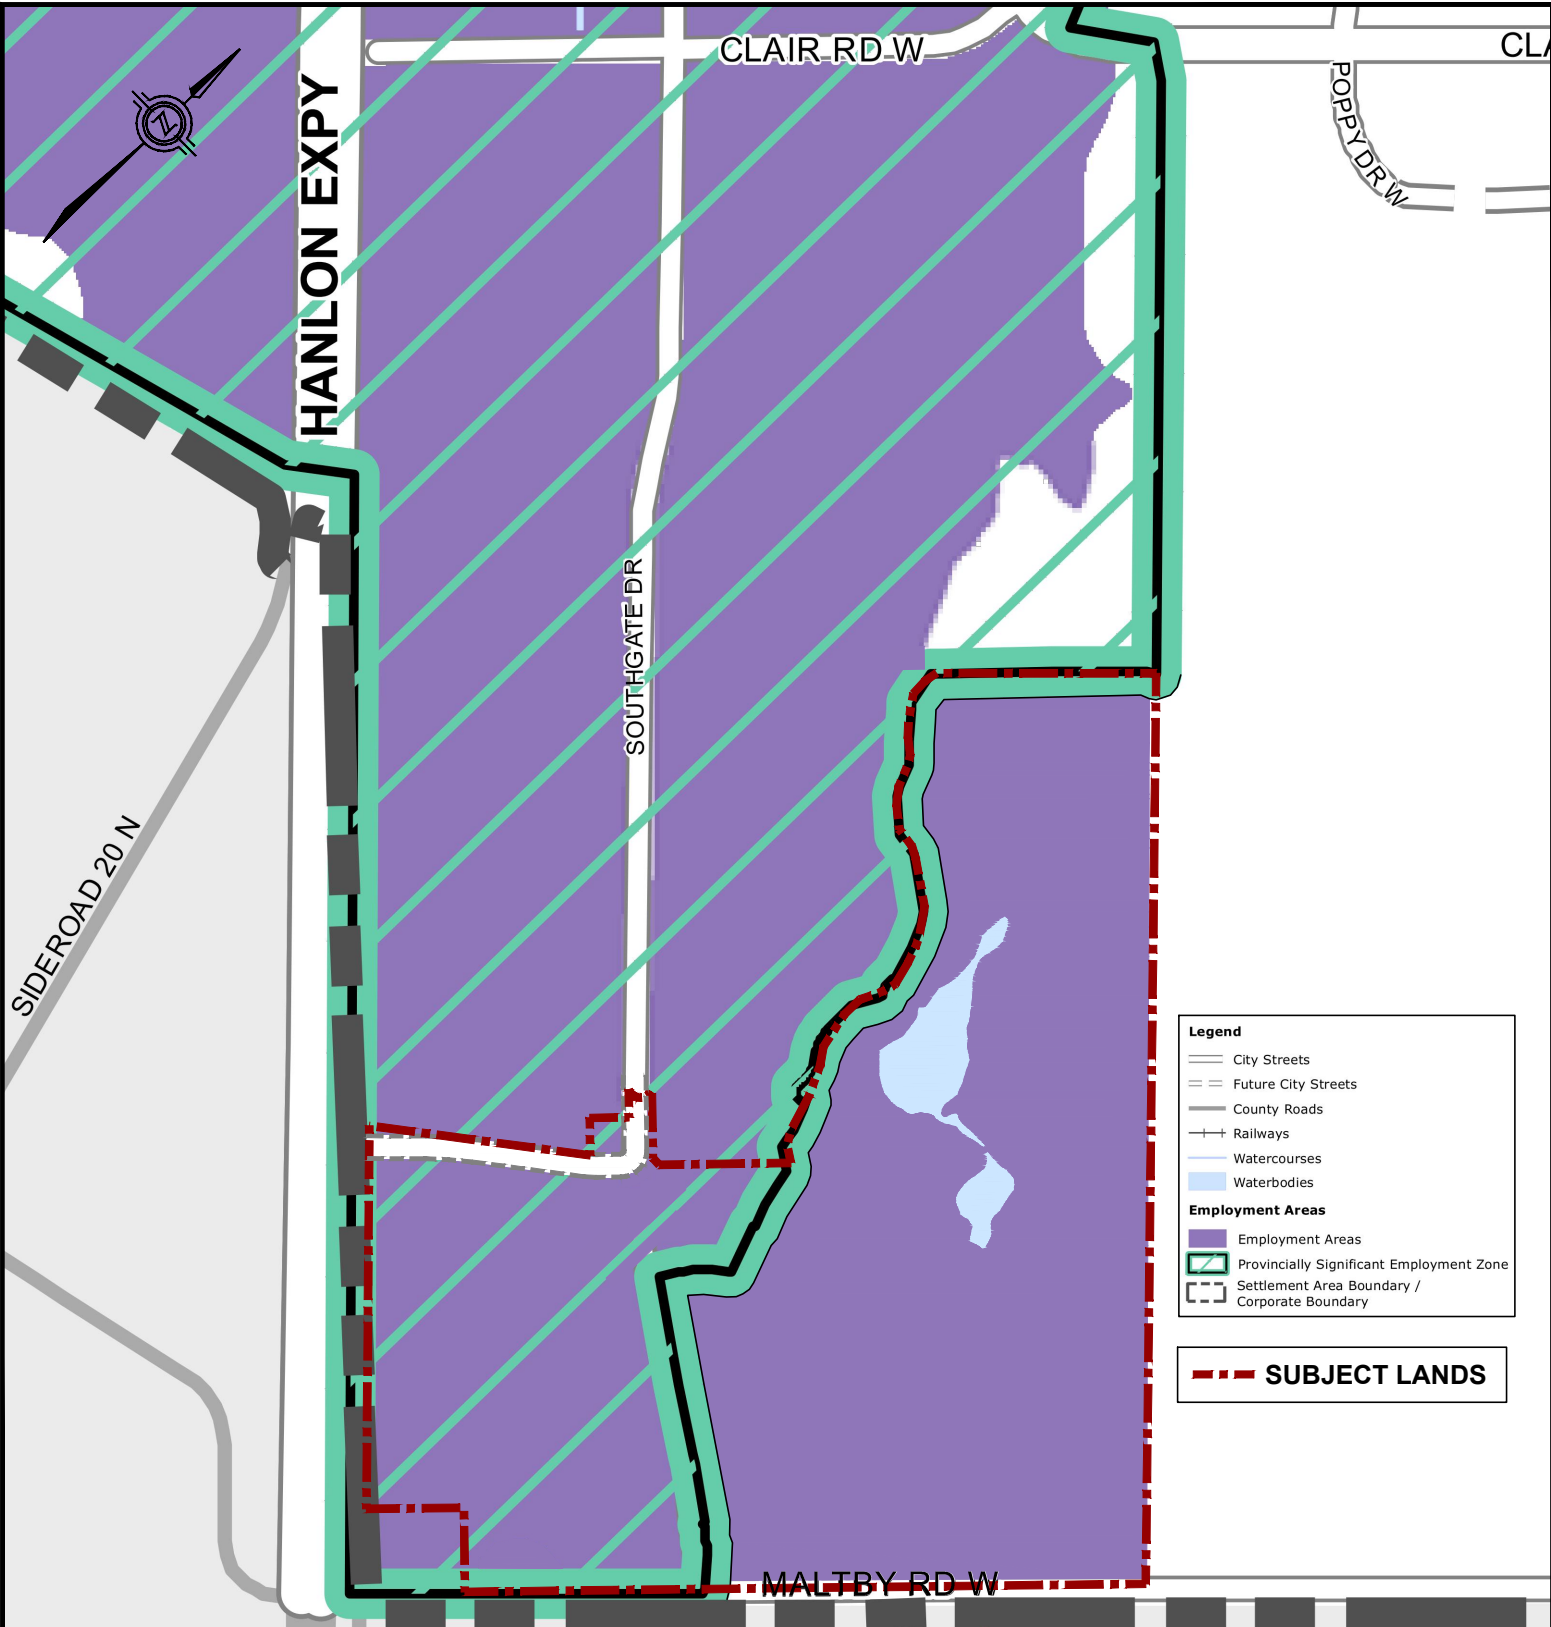 CLAIR RD W
CLA
POPPY DR W
Z
HANLON EXPY
SOUTHGATE DR
SIDEROAD 20 N
Legend
City Streets
Future City Streets
County Roads
Railways
Watercourses
Waterbodies
Employment Areas
Employment Areas
Provincially Significant Employment Zone
Settlement Area Boundary /
Corporate Boundary
SUBJECT LANDS
MALTBY RD W